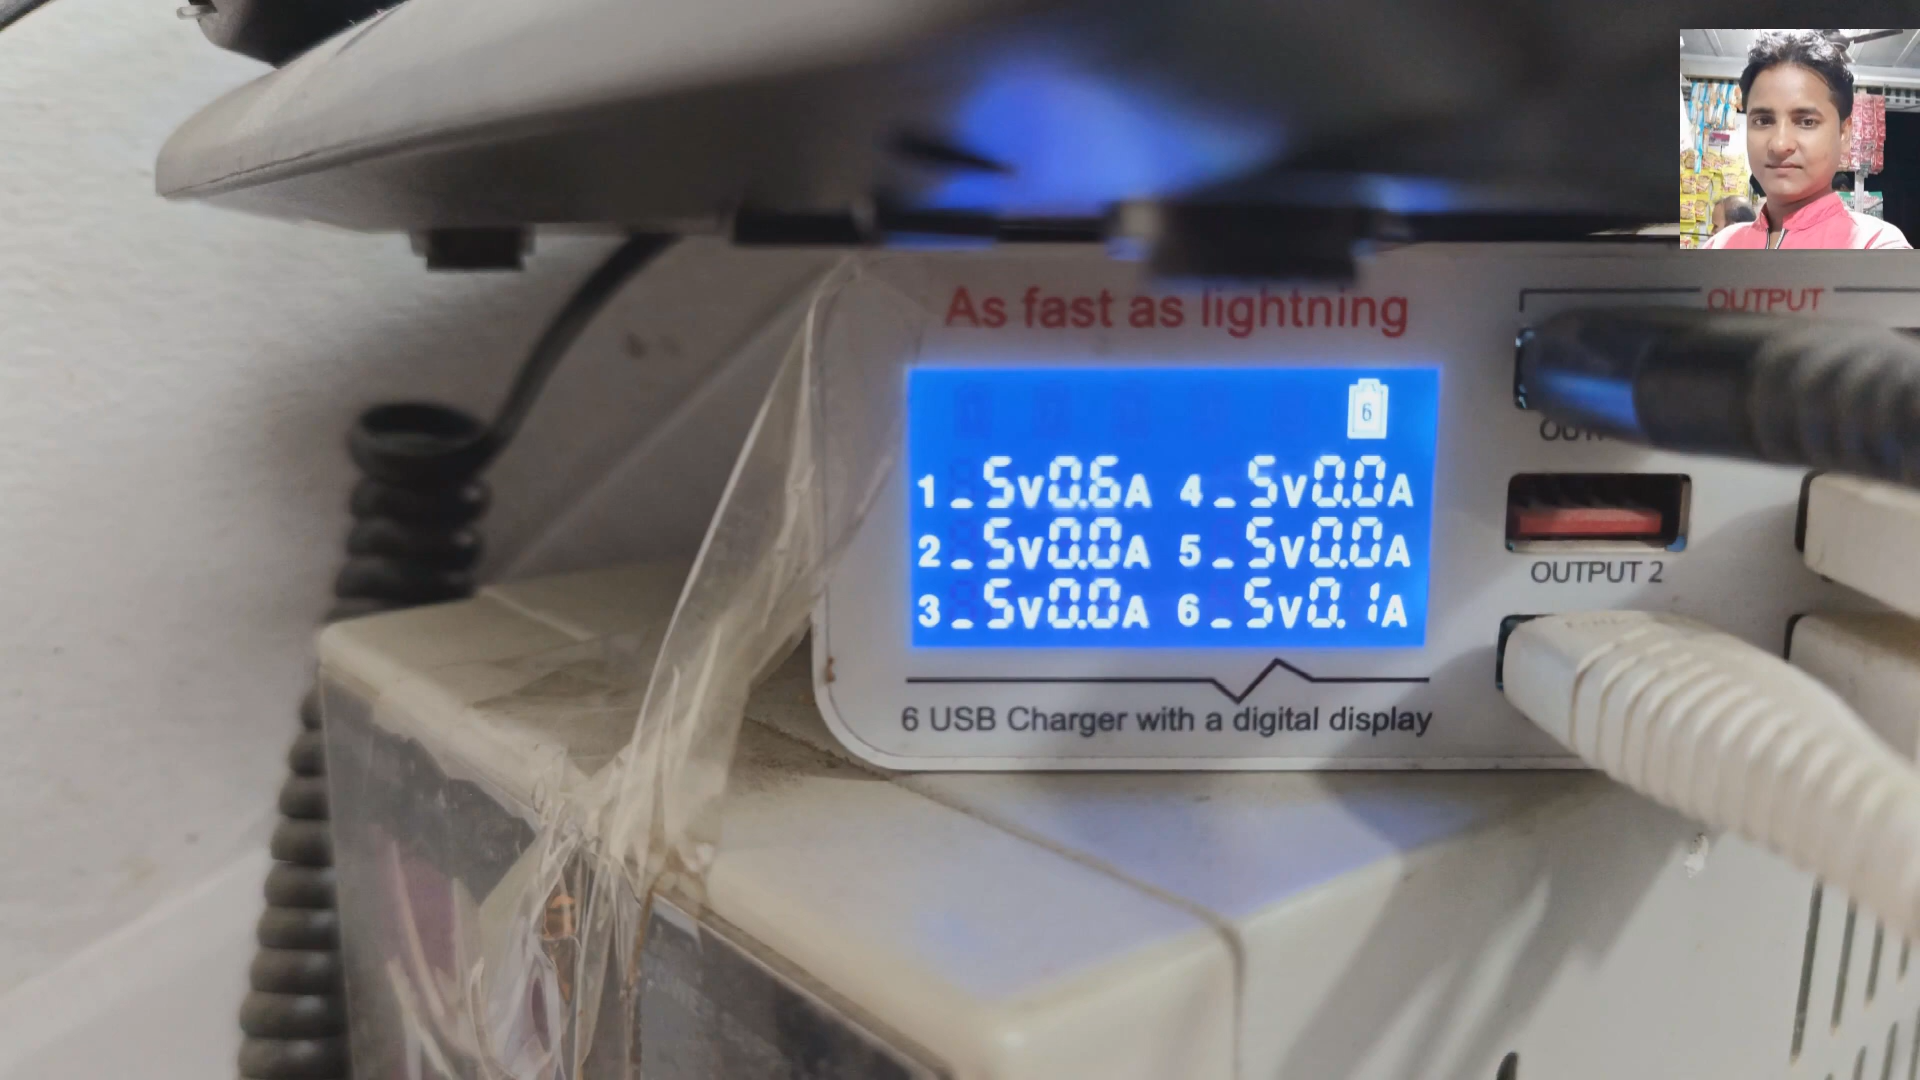 As fast as lightning
OUTPUT
6
1_5V0.6A 4_5V0.0A
2_5V0.0A 5_5V0.0A
3_5V0.0A 6_5V0.1A
OUTPUT 2
6 USB Charger with a digital display